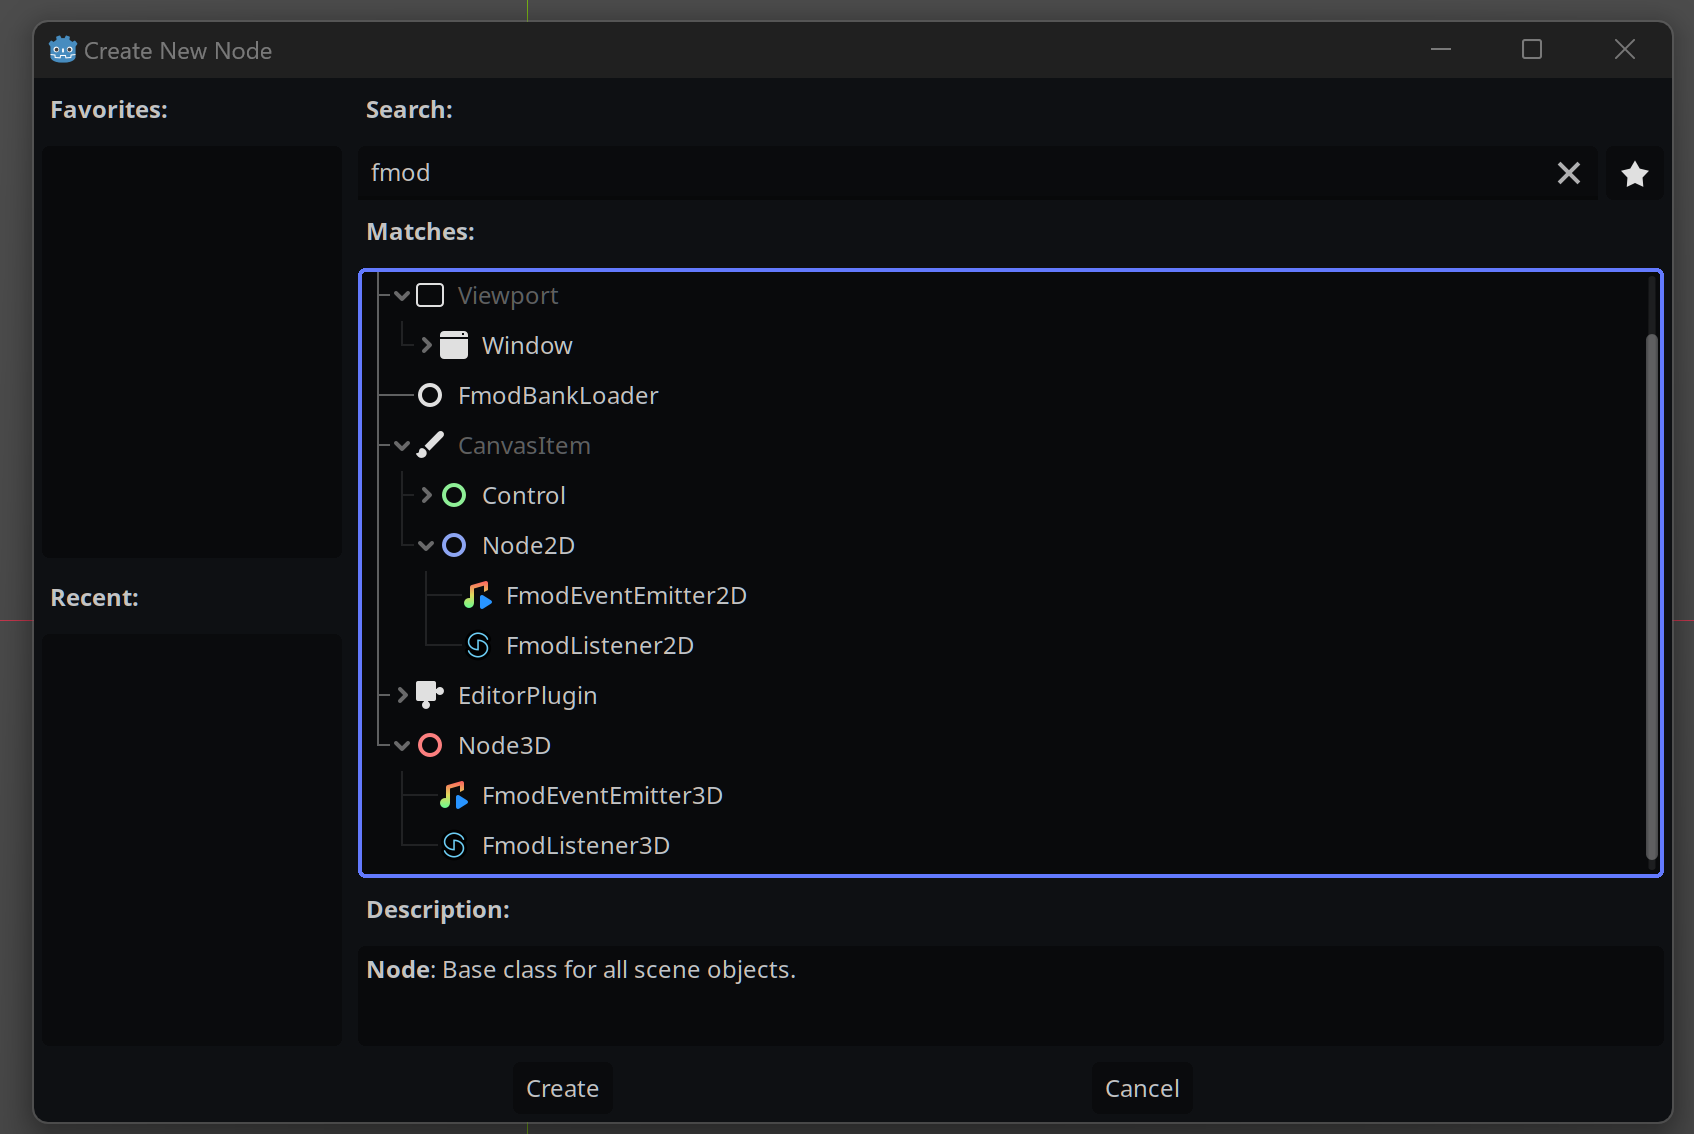 Create New Node
Favorites:
Search:
fmod
Matches:
Viewport
Window
FmodBankLoader
CanvasItem
Control
Node2D
FmodEventEmitter2D
FmodListener2D
EditorPlugin
Node3D
FmodEventEmitter3D
FmodListener3D
Recent:
Description:
Node: Base class for all scene objects.
Create
Cancel